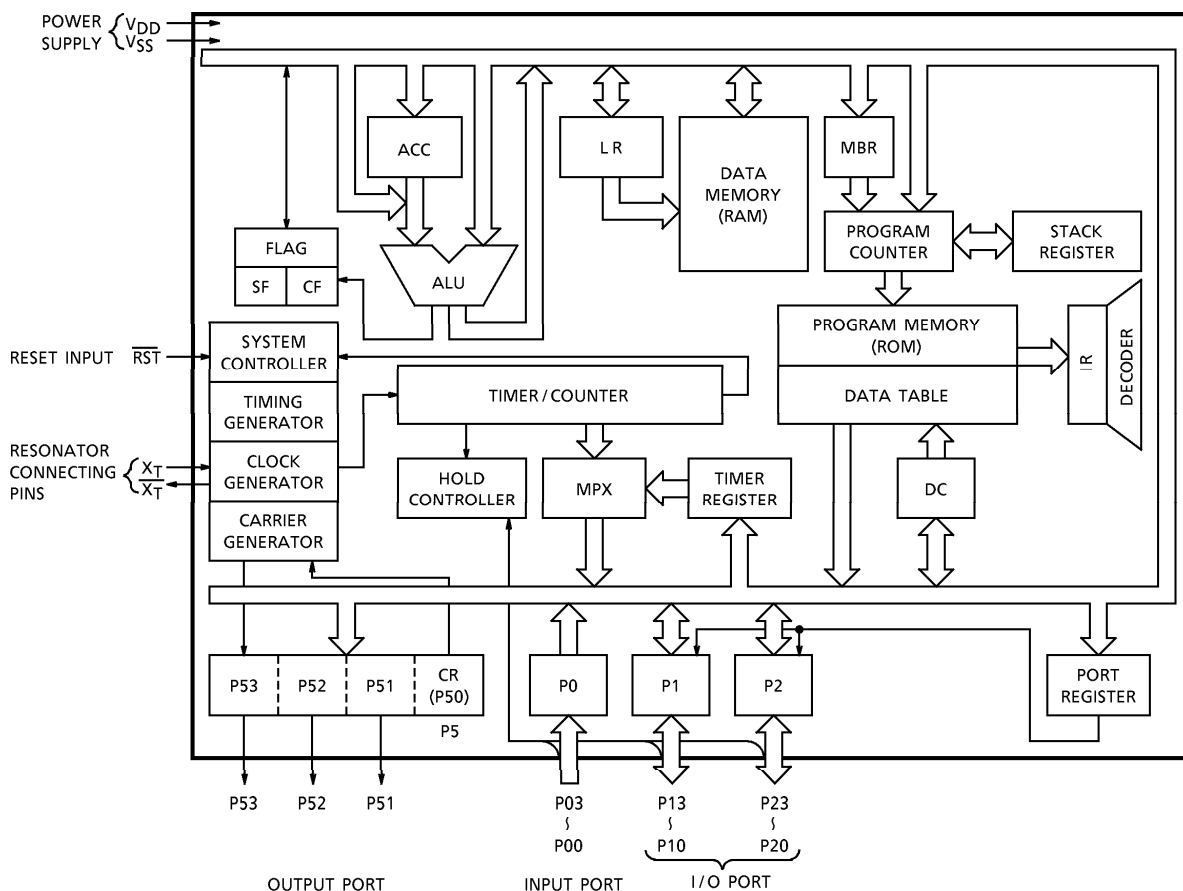 POWER SUPPLY
VDD
VSS
ACC
LR
DATA MEMORY (RAM)
MBR
PROGRAM COUNTER
STACK REGISTER
FLAG
SF
CF
ALU
RESET INPUT
RST
SYSTEM CONTROLLER
TIMING GENERATOR
CLOCK GENERATOR
CARRIER GENERATOR
RESONATOR CONNECTING PINS
XT
XT
TIMER/COUNTER
PROGRAM MEMORY (ROM)
DATA TABLE
IR
DECODER
HOLD CONTROLLER
MPX
TIMER REGISTER
DC
P53
P52
P51
CR (P50)
P5
P0
P1
P2
PORT REGISTER
P53
P52
P51
P03
~
P00
P13
~
P10
P23
~
P20
OUTPUT PORT
INPUT PORT
I/O PORT